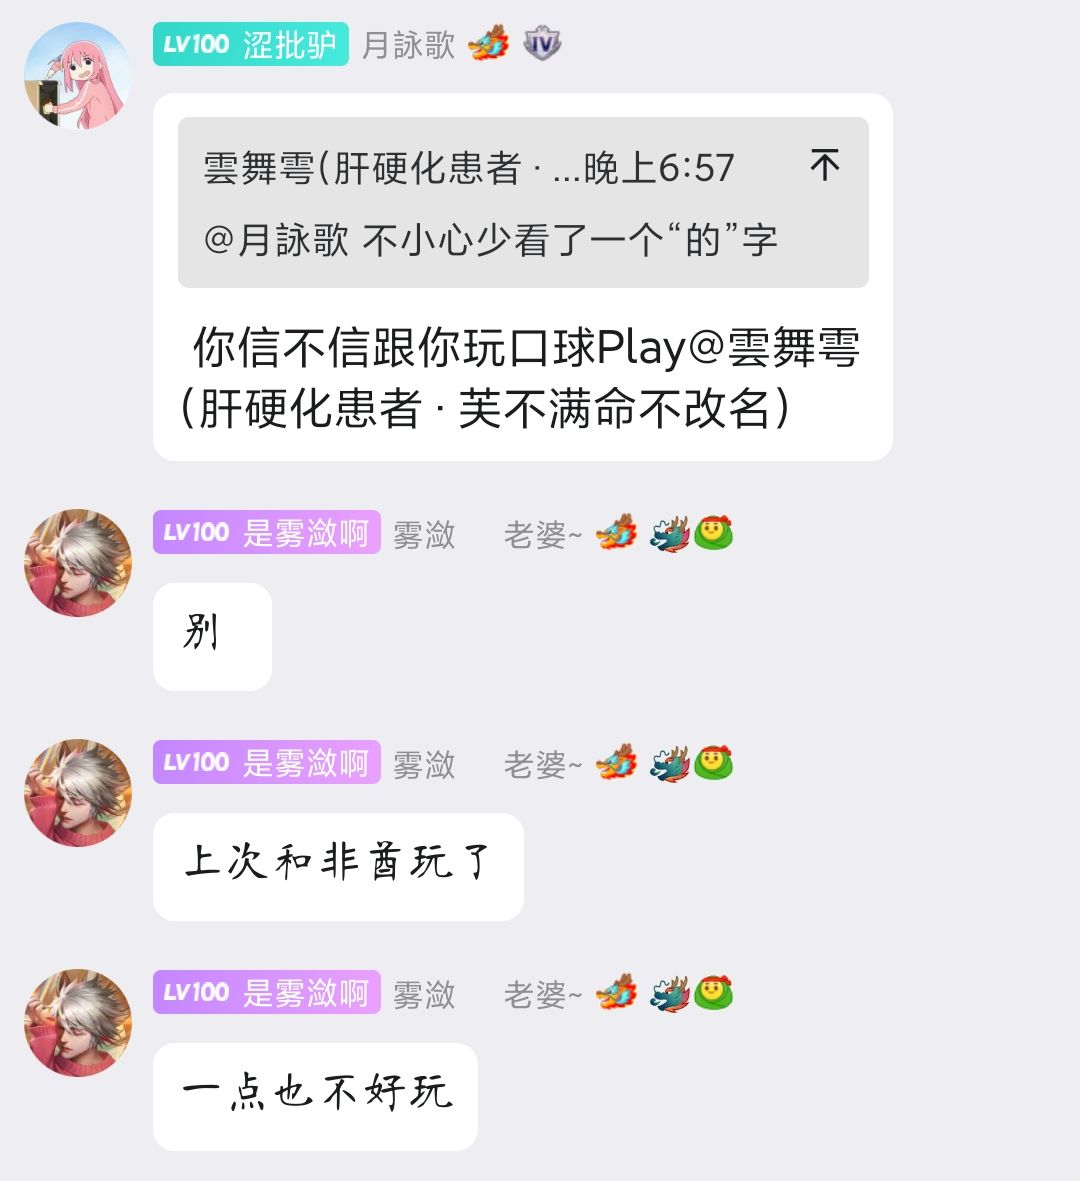 LV100 涩批驴 月詠歌 IV
雲舞雩(肝硬化患者 · ...晚上6:57
@月詠歌 不小心少看了一个“的”字
你信不信跟你玩口球Play@雲舞雩
(肝硬化患者 · 芙不满命不改名)
LV100 是雾潋啊 雾潋 老婆~
别
LV100 是雾潋啊 雾潋 老婆~
上次和非酋玩了
LV100 是雾潋啊 雾潋 老婆~
一点也不好玩